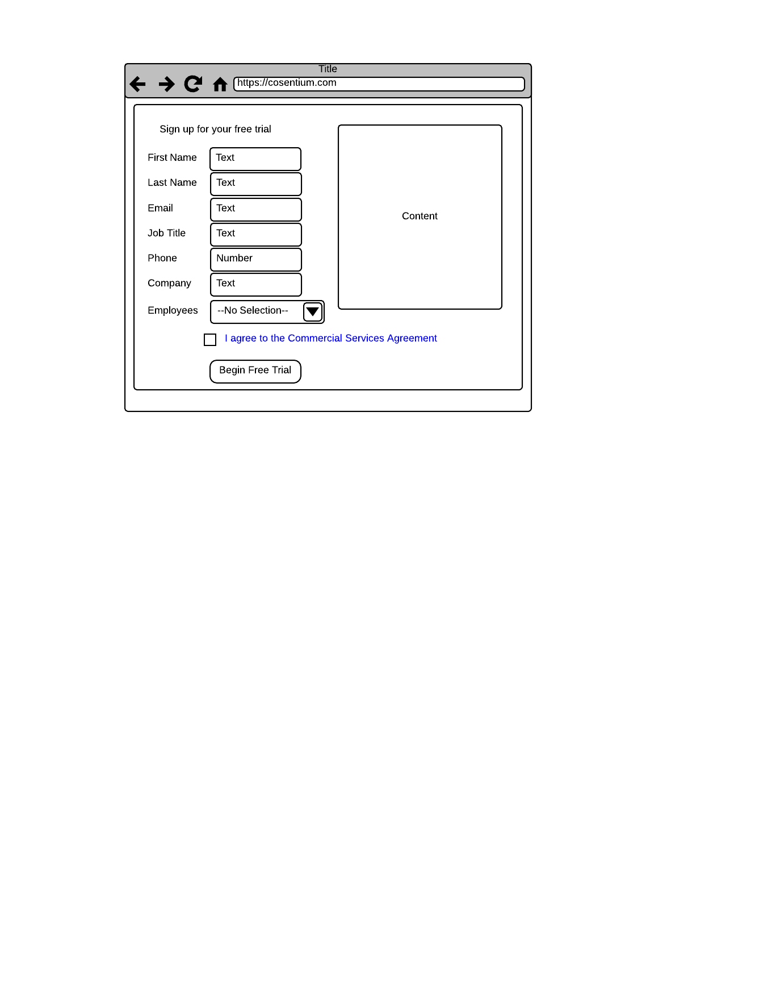 Title
https://cosentium.com
Sign up for your free trial
First Name Text
Last Name Text
Email Text
Job Title Text
Phone Number
Company Text
Employees --No Selection--
Content
I agree to the Commercial Services Agreement
Begin Free Trial